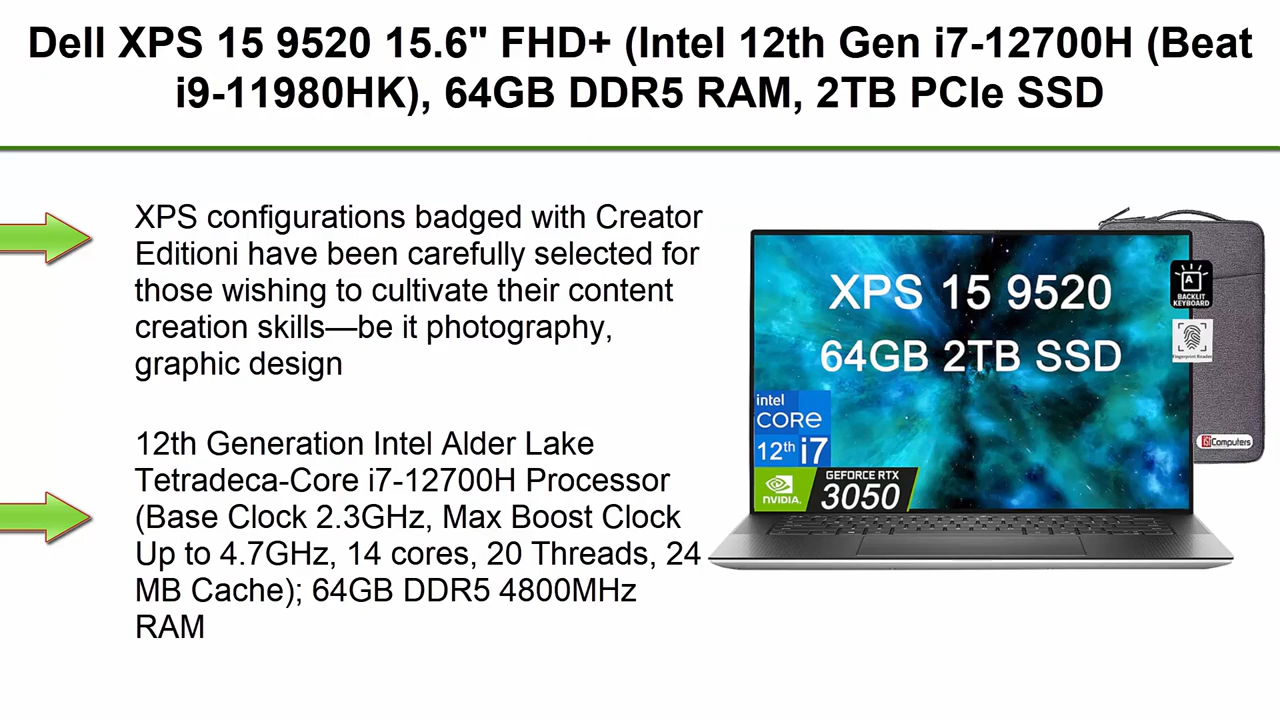 Dell XPS 15 9520 15.6" FHD+ (Intel 12th Gen i7-12700H (Beat
i9-11980HK), 64GB DDR5 RAM, 2TB PCIe SSD
XPS configurations badged with Creator
Editioni have been carefully selected for
those wishing to cultivate their content
creation skills—be it photography,
graphic design
12th Generation Intel Alder Lake
Tetradeca-Core i7-12700H Processor
(Base Clock 2.3GHz, Max Boost Clock
Up to 4.7GHz, 14 cores, 20 Threads, 24
MB Cache); 64GB DDR5 4800MHz
RAM
XPS 15 9520
64GB 2TB SSD
intel
CORE
12th i7
NVIDIA.
GEFORCE RTX
3050
A
BACKLIT
KEYBOARD
Fingerprint Reader
Computers